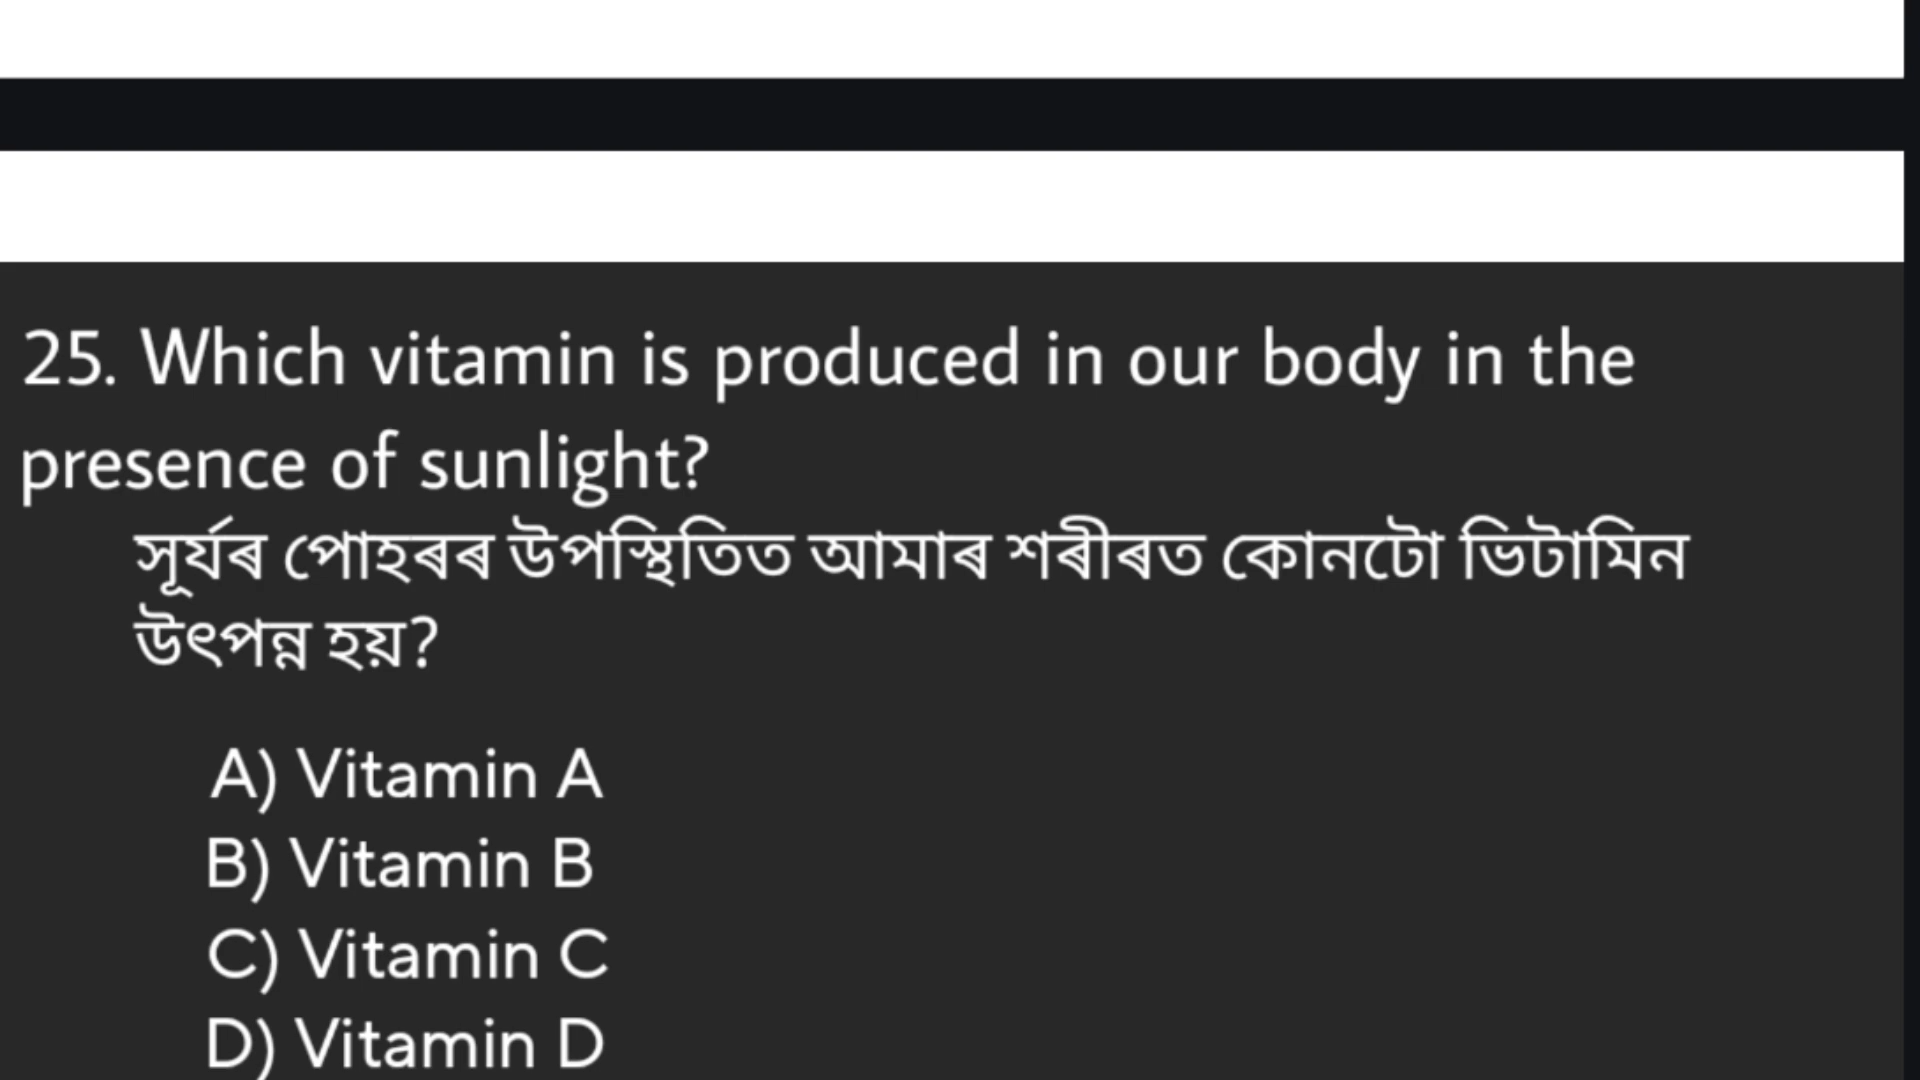 25. Which vitamin is produced in our body in the
presence of sunlight?
সূৰ্যৰ পোহৰৰ উপস্থিতিত আমাৰ শৰীৰত কোনটো ভিটামিন
উৎপন্ন হয়?
A) Vitamin A
B) Vitamin B
C) Vitamin C
D) Vitamin D